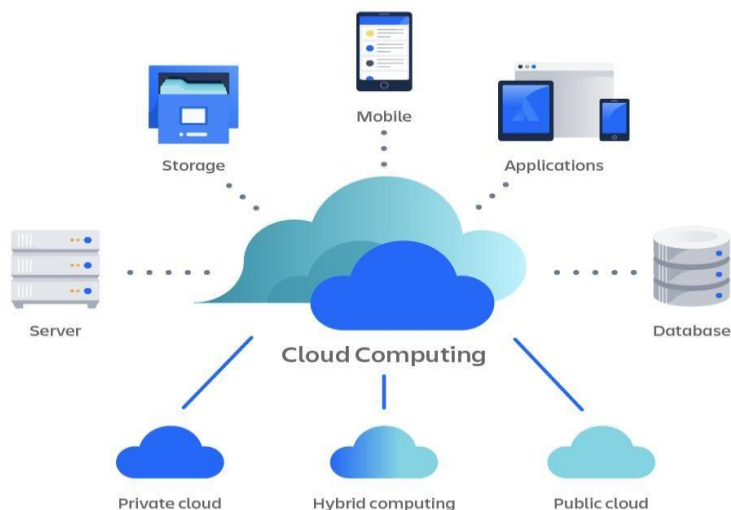 Mobile
Storage
Applications
Server
Database
Cloud Computing
Private cloud
Hybrid computing
Public cloud